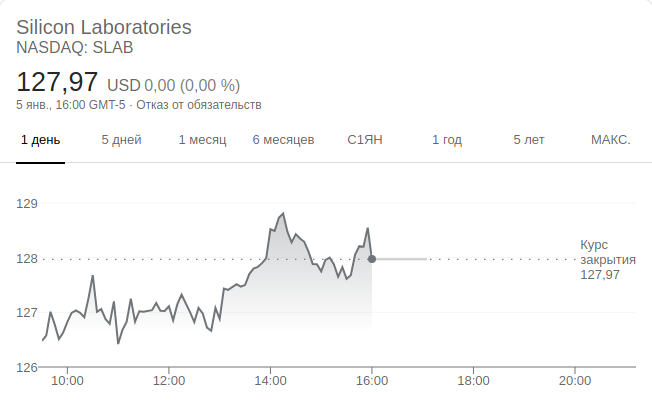 Silicon Laboratories
NASDAQ: SLAB
127,97 USD 0,00 (0,00 %)
5 янв., 16:00 GMT-5 · Отказ от обязательств
1 день 5 дней 1 месяц 6 месяцев С1ЯН 1 год 5 лет МАКС.
129
128
127
126
Курс
закрытия
127,97
10:00 12:00 14:00 16:00 18:00 20:00